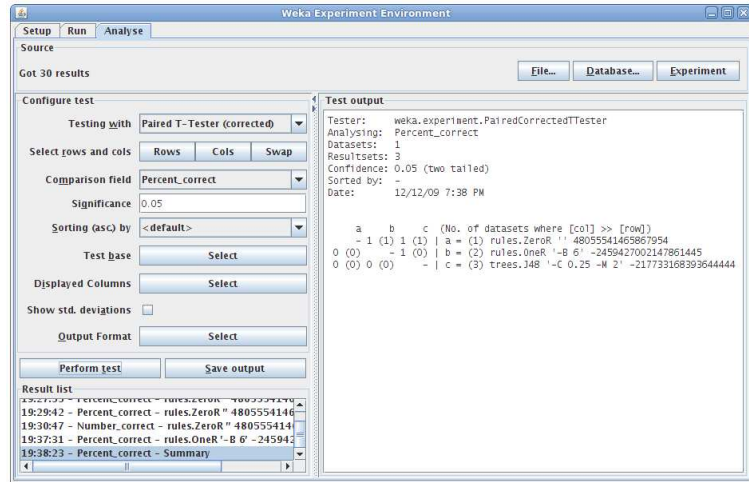 Weka Experiment Environment
Setup Run Analyse
Source
Got 30 results
File... Database... Experiment
Configure test
Testing with Paired T-Tester (corrected)
Select rows and cols Rows Cols Swap
Comparison field Percent_correct
Significance 0.05
Sorting (asc.) by <default>
Test base Select
Displayed Columns Select
Show std. deviations
Output Format Select
Perform test Save output
Result list
19:29:42 - Percent_correct - rules.ZeroR '' 4805554146
19:30:47 - Number_correct - rules.ZeroR '' 480555414
19:37:31 - Percent_correct - rules.OneR '-B 6' -24594
19:38:23 - Percent_correct - Summary
Test output
Tester: weka.experiment.PairedCorrectedTTester
Analysing: Percent_correct
Datasets: 1
Resultsets: 3
Confidence: 0.05 (two tailed)
Sorted by: -
Date: 12/12/09 7:38 PM
a b c (No. of datasets where [col] >> [row])
- 1 (1) 1 (1) | a = (1) rules.ZeroR '' 48055541465867954
0 (0) - 1 (0) | b = (2) rules.OneR '-B 6' -2459427002147861445
0 (0) 0 (0) - | c = (3) trees.J48 '-C 0.25 -M 2' -217733168393644444